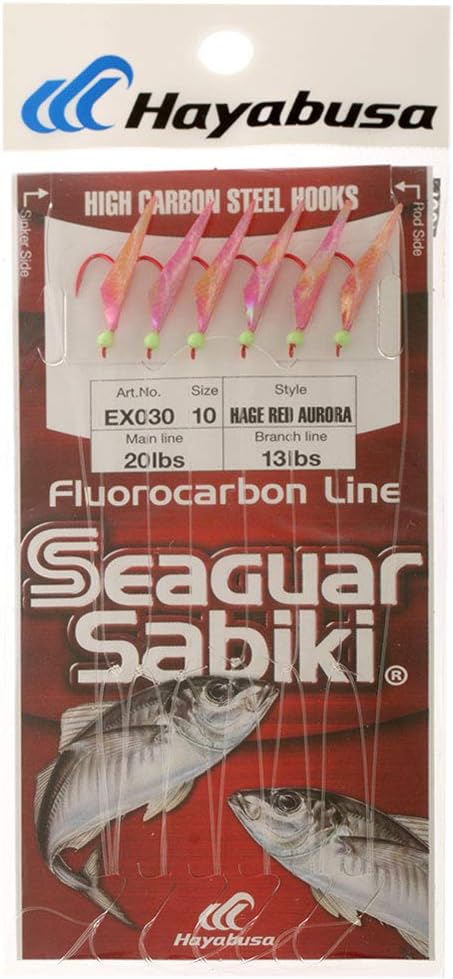 Hayabusa
HIGH CARBON STEEL HOOKS
Sinker Side
Rod Side
Art.No. Size Style
EX030 10 HAGE RED AURORA
Main line Branch line
20lbs 13lbs
Fluorocarbon Line
Seaguar
Sabiki®
Hayabusa